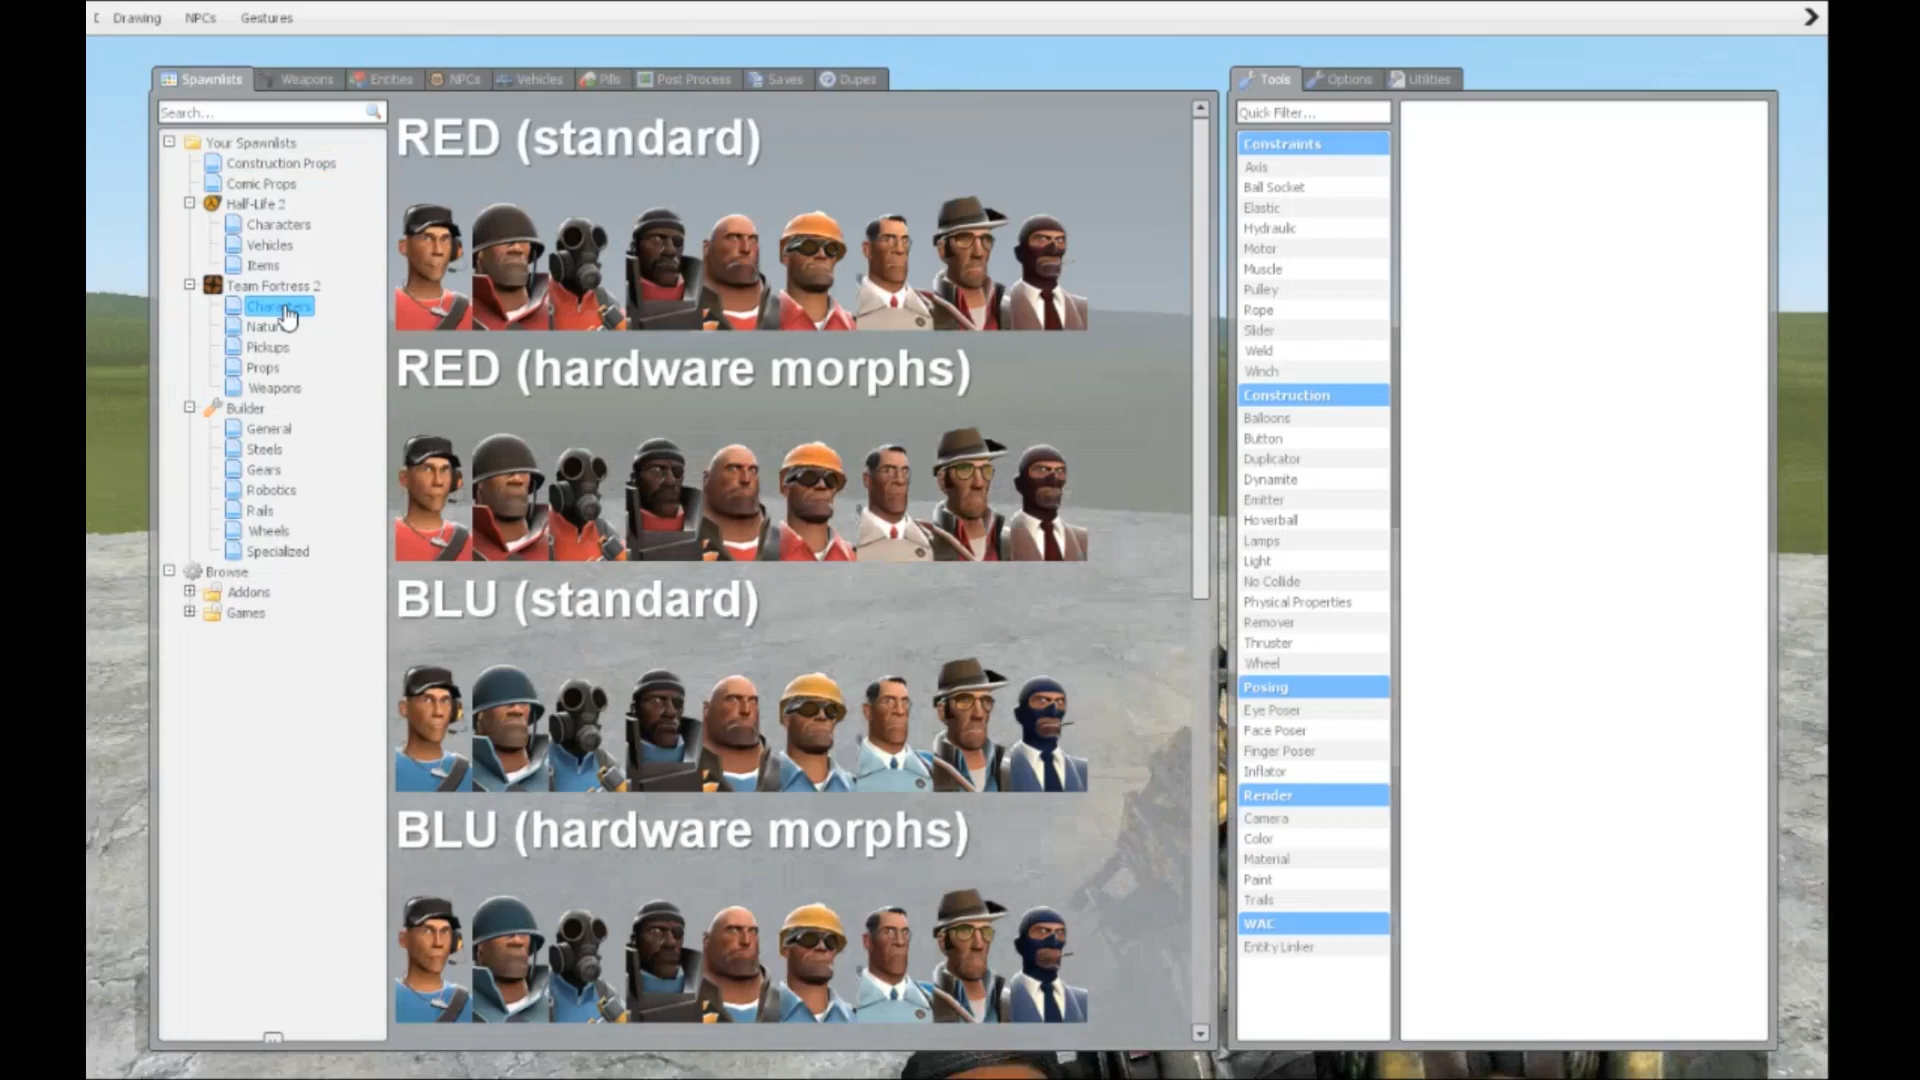 Drawing NPCs Gestures
Spawnlists Weapons Entities NPCs Vehicles Pills Post Process Saves Dupes
Search...
Your Spawnlists
Construction Props
Comic Props
Half-Life 2
Characters
Vehicles
Items
Team Fortress 2
Characters
Pickups
Props
Weapons
Builder
General
Steels
Gears
Robotics
Rails
Wheels
Specialized
Browse
Addons
Games
RED (standard)
RED (hardware morphs)
BLU (standard)
BLU (hardware morphs)
Tools Options Utilities
Quick Filter...
Constraints
Axis
Ball Socket
Elastic
Hydraulic
Motor
Muscle
Pulley
Rope
Slider
Weld
Winch
Construction
Balloons
Button
Duplicator
Dynamite
Emitter
Hoverball
Lamps
Light
No Collide
Physical Properties
Remover
Thruster
Wheel
Posing
Eye Poser
Face Poser
Finger Poser
Inflator
Render
Camera
Color
Material
Paint
Trails
WAC
Entity Linker